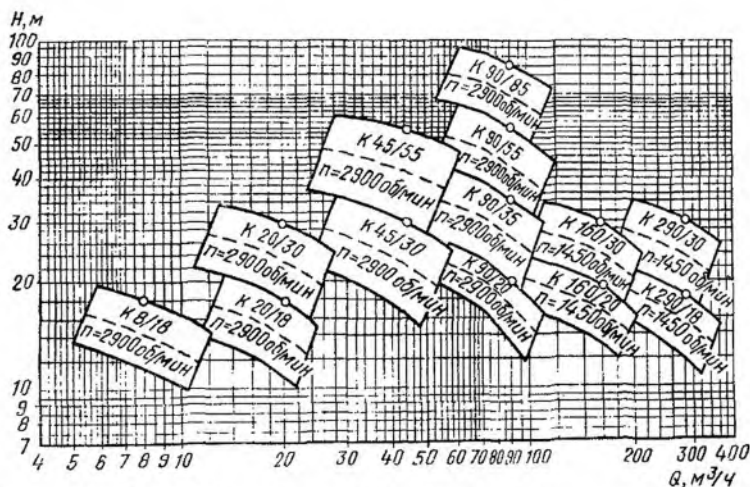 H, м
100
90
80
70
60
50
40
30
20
10
9
8
7
К 90/85
n=2900об/мин
К 90/55
n=2900об/мин
К 45/55
n=2900об/мин
К 90/35
n=2900об/мин
К 20/30
n=2900об/мин
К 45/30
n=2900об/мин
К 160/30
n=1450об/мин
К 290/30
n=1450об/мин
К 90/20
n=2900об/мин
К 8/18
n=2900об/мин
К 20/18
n=2900об/мин
К 160/20
n=1450об/мин
К 290/18
n=1450об/мин
4 5 6 7 8 9 10 20 30 40 50 60 70 80 90 100 200 300 400
Q, м³/ч